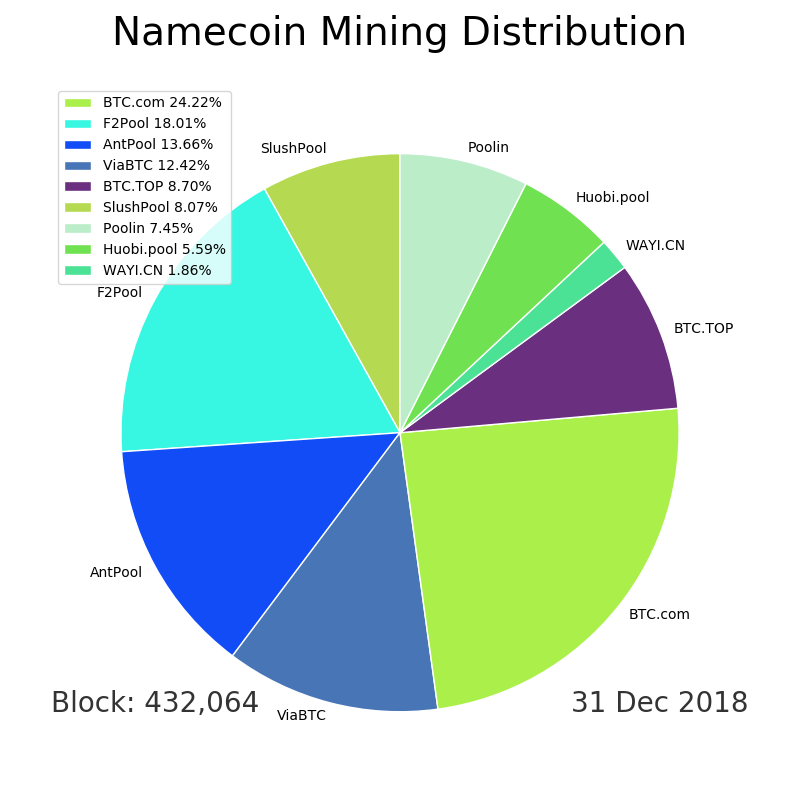 Namecoin Mining Distribution
BTC.com 24.22%
F2Pool 18.01%
AntPool 13.66%
ViaBTC 12.42%
BTC.TOP 8.70%
SlushPool 8.07%
Poolin 7.45%
Huobi.pool 5.59%
WAYI.CN 1.86%
SlushPool
Poolin
Huobi.pool
WAYI.CN
F2Pool
BTC.TOP
AntPool
BTC.com
ViaBTC
Block: 432,064
31 Dec 2018